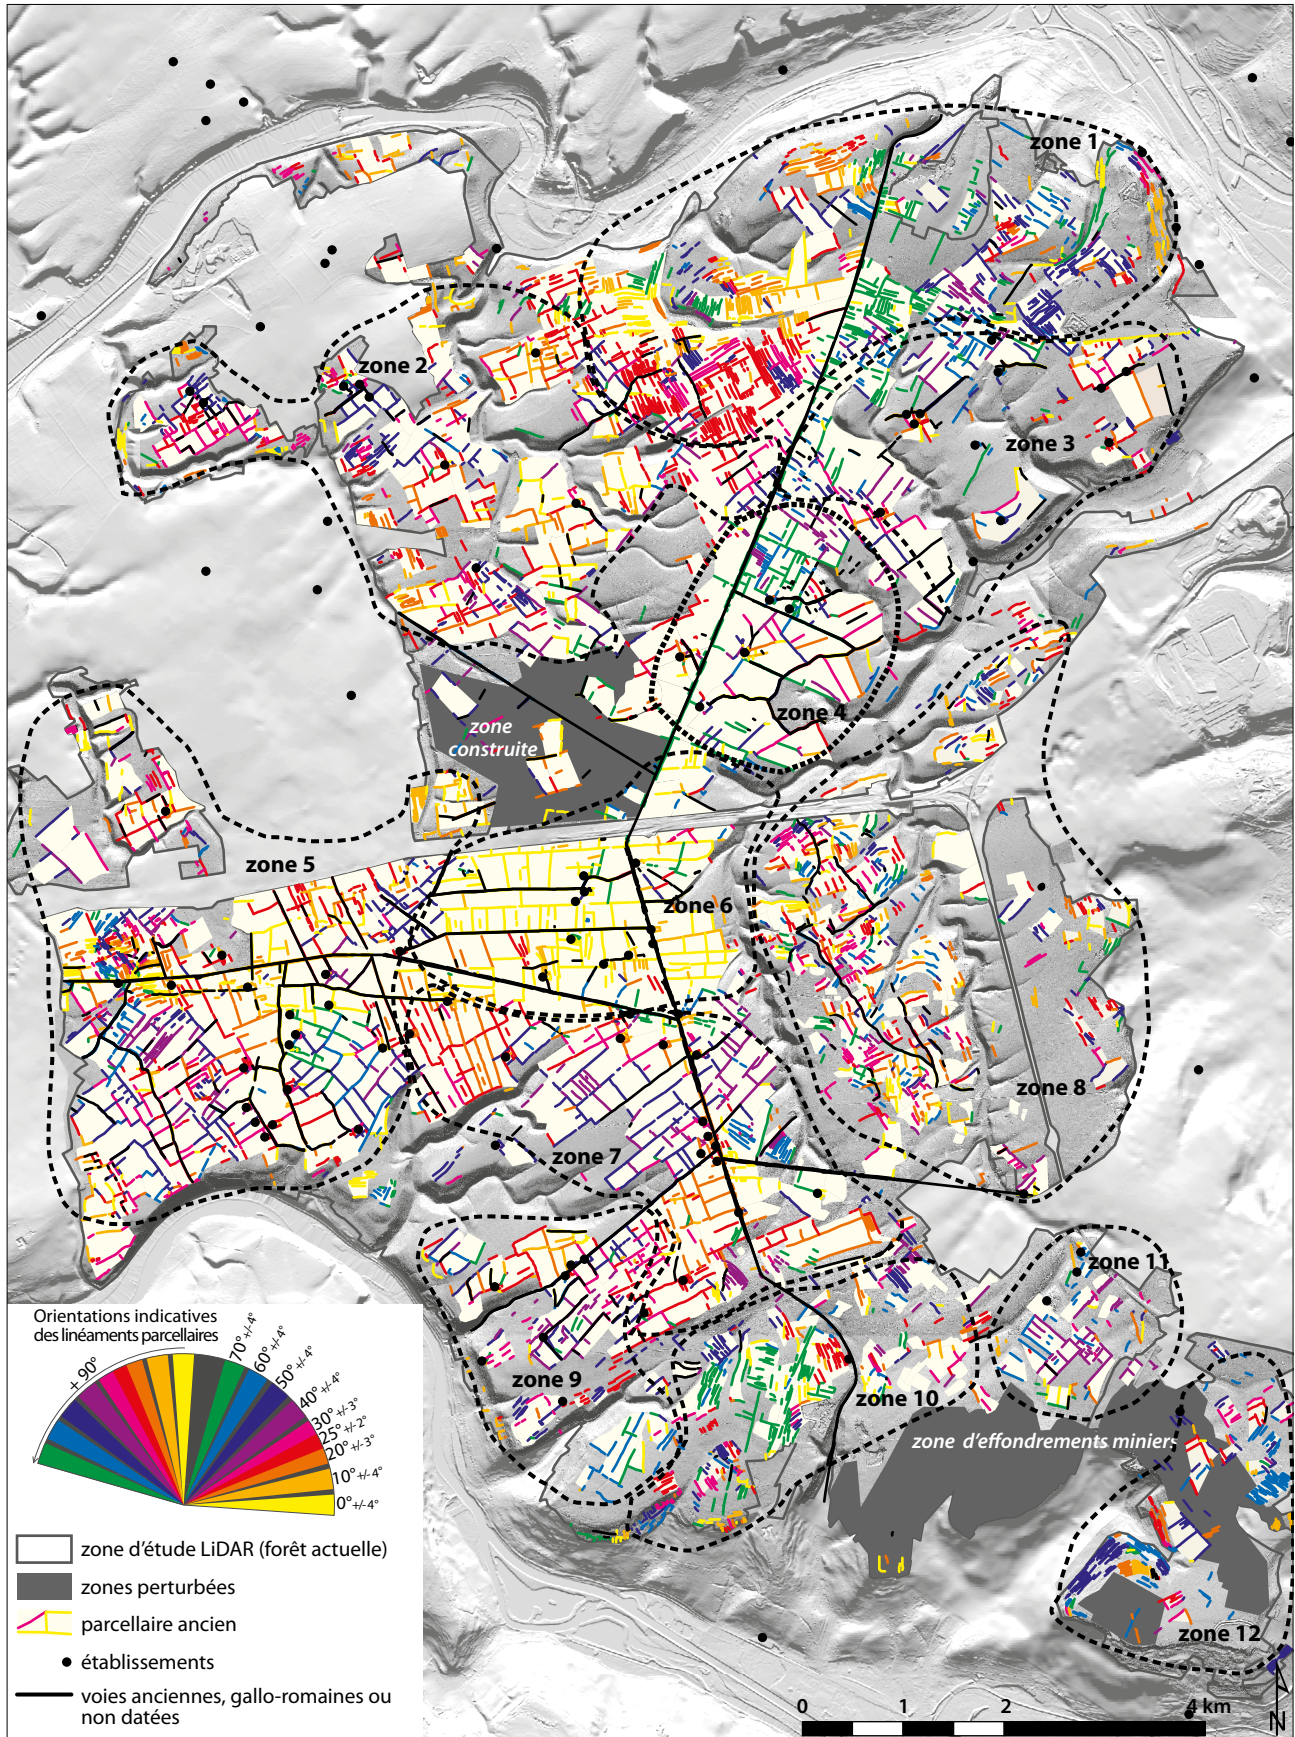 zone 1
zone 2
zone 3
zone 4
zone
construite
zone 5
zone 6
zone 8
zone 7
zone 11
zone 9
zone 10
zone d'effondrements miniers
zone 12
Orientations indicatives
des linéaments parcellaires
+ 90°
70° +/-4°
60° +/-4°
50° +/-4°
40° +/-4°
30° +/-3°
25° +/-2°
20° +/-3°
10° +/-4°
0° +/-4°
zone d'étude LiDAR (forêt actuelle)
zones perturbées
parcellaire ancien
établissements
voies anciennes, gallo-romaines ou
non datées
0 1 2 4 km
N